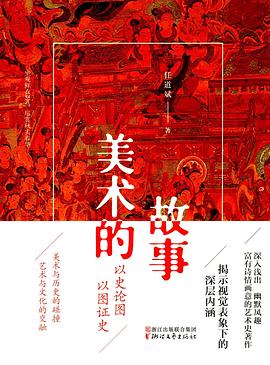 任道斌 著
美术的
故事
以史论图
以图证史
美术与历史的碰撞
艺术与文化的交融
深入浅出 幽默风趣
富有诗情画意的艺术史著作
揭示视觉表象下的
深层内涵
浙江出版联合集团
浙江文艺出版社